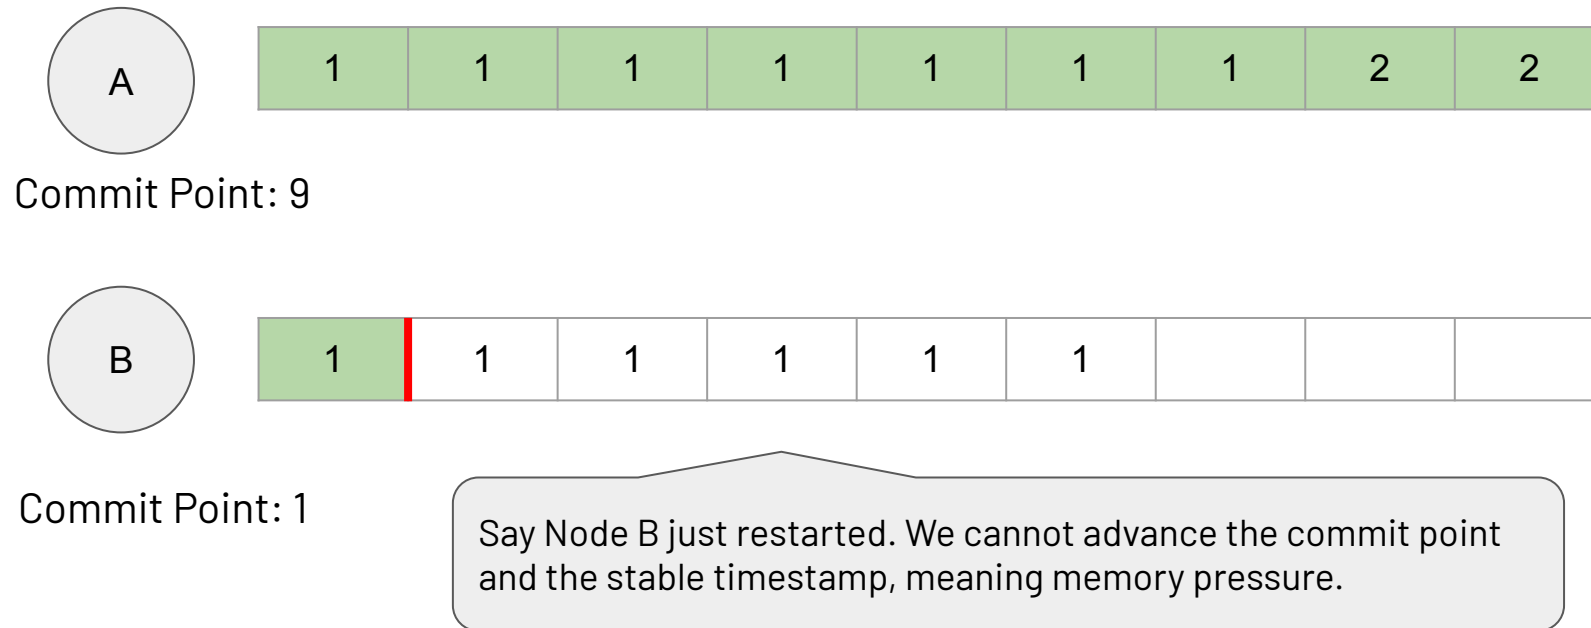 A
1 1 1 1 1 1 1 2 2
Commit Point: 9
B
1 1 1 1 1 1
Commit Point: 1
Say Node B just restarted. We cannot advance the commit point
and the stable timestamp, meaning memory pressure.